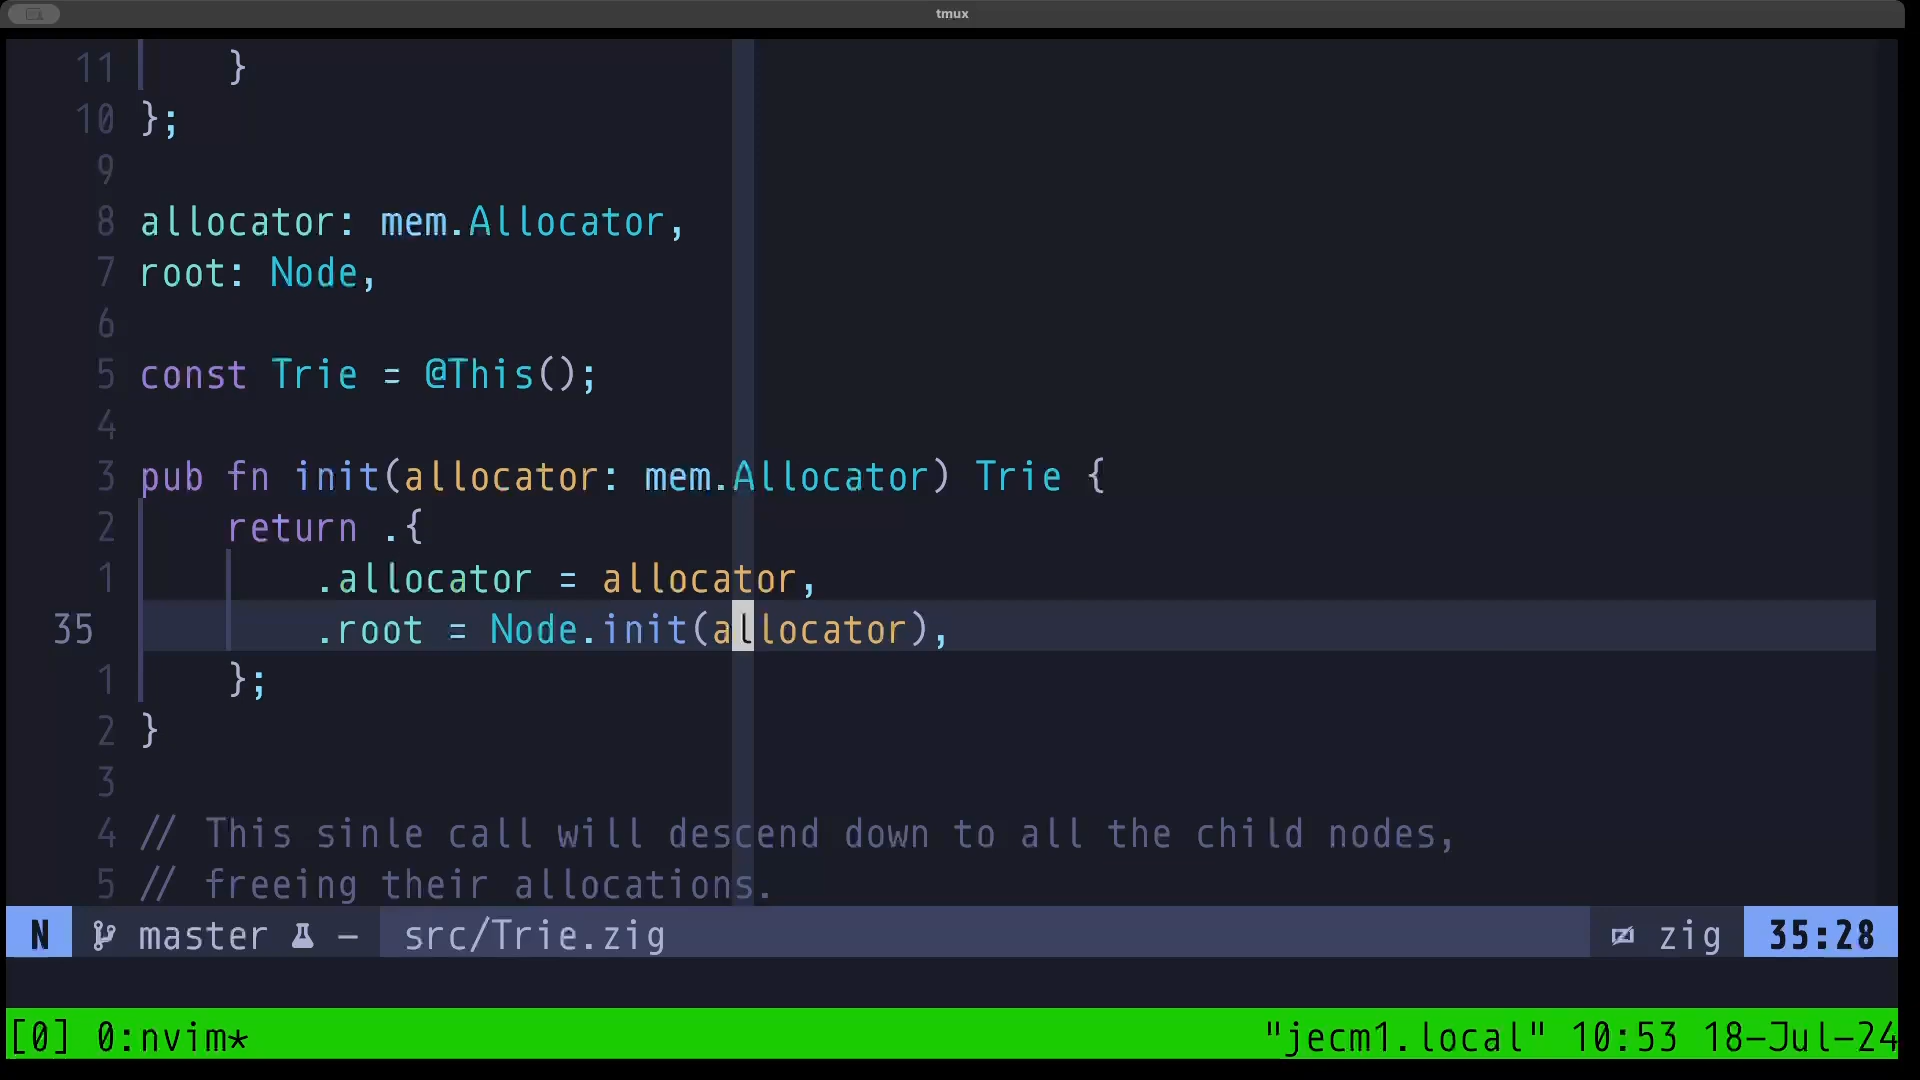 tmux
11 }
10 };
9
8 allocator: mem.Allocator,
7 root: Node,
6
5 const Trie = @This();
4
3 pub fn init(allocator: mem.Allocator) Trie {
2 return .{
1 .allocator = allocator,
35 .root = Node.init(allocator),
1 };
2 }
3
4 // This sinle call will descend down to all the child nodes,
5 // freeing their allocations.
N master – src/Trie.zig zig 35:28
[0] 0:nvim* "jecm1.local" 10:53 18-Jul-24